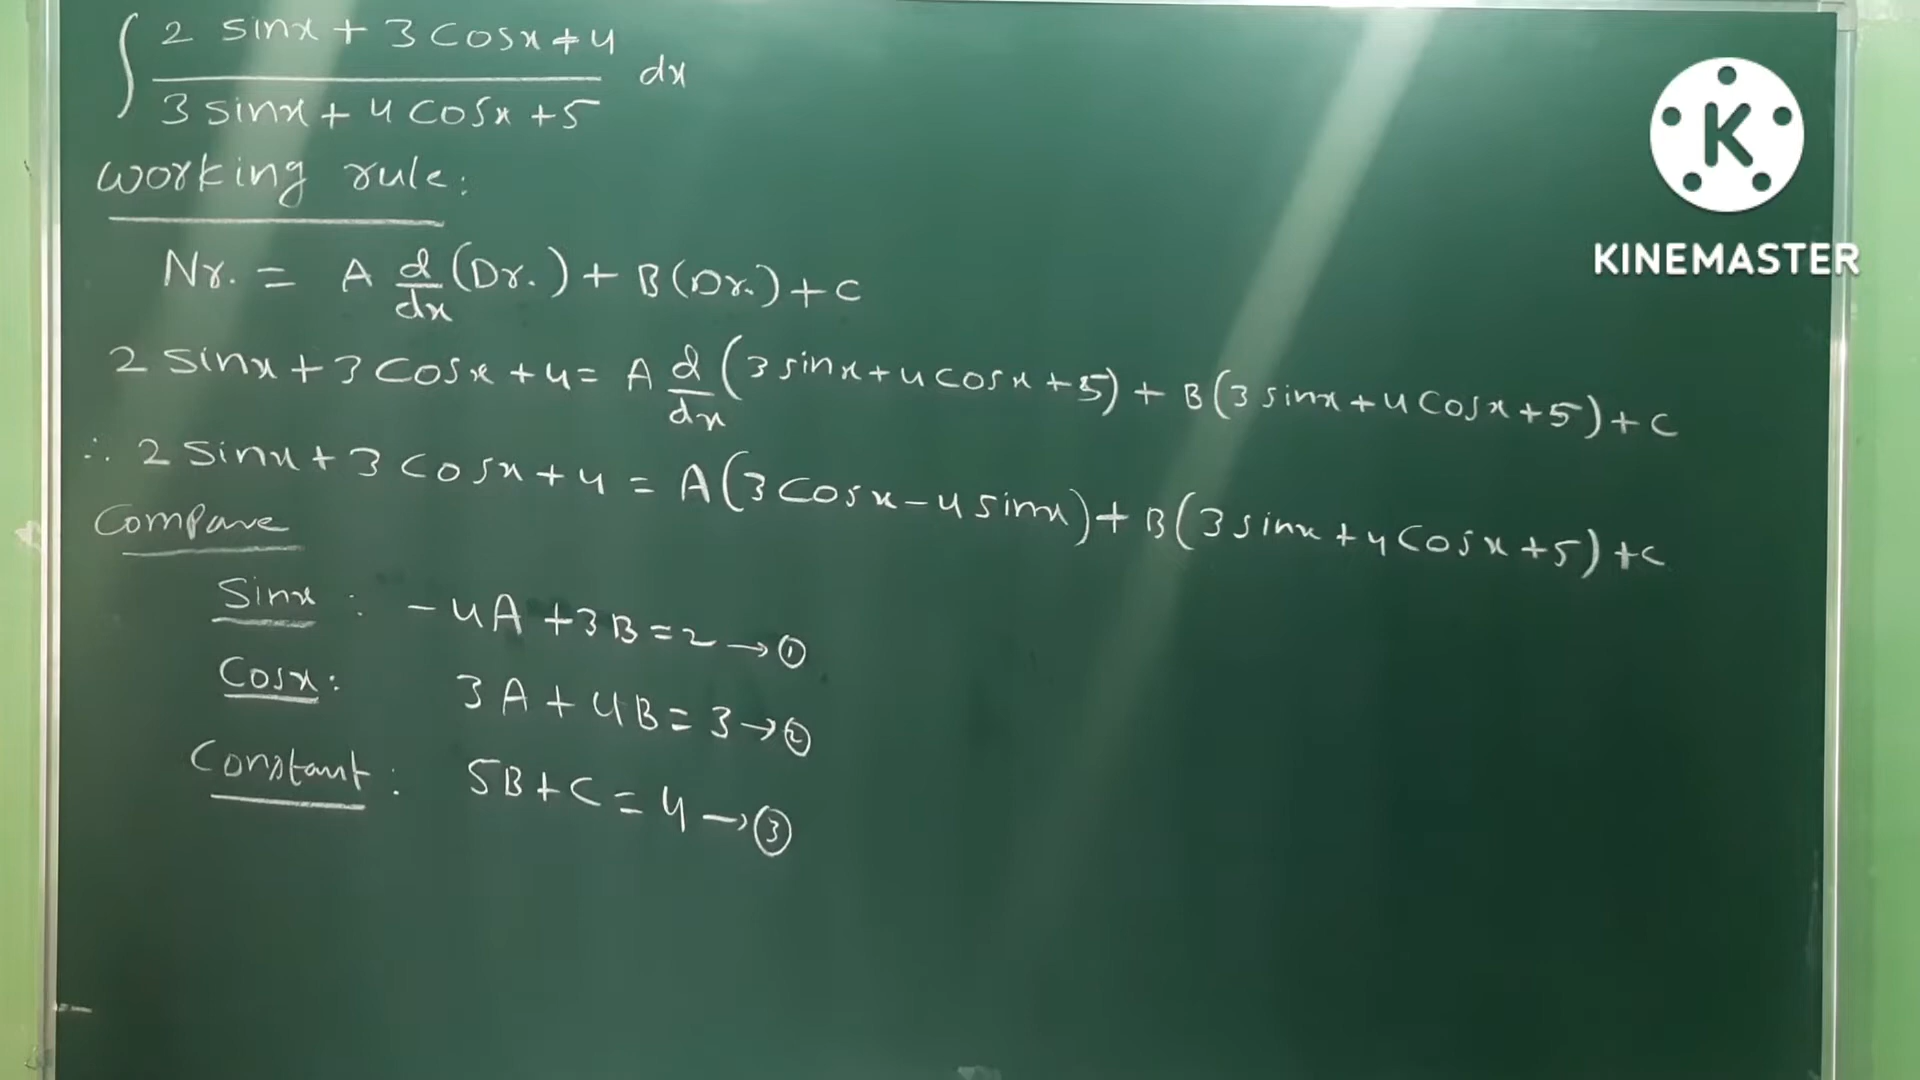 ∫ (2 sinx + 3 cosx + 4)/(3 sinx + 4 cosx + 5) dx
working rule:
Nr. = A d/dx (Dr.) + B(Dr.) + C
2 sinx + 3 cosx + 4 = A d/dx (3 sinx + 4 cosx + 5) + B(3 sinx + 4 cosx + 5) + C
∴ 2 sinx + 3 cosx + 4 = A(3 cosx - 4 sinx) + B(3 sinx + 4 cosx + 5) + C
Compare
Sinx : -4A + 3B = 2 → ①
Cosx : 3A + 4B = 3 → ②
Constant : 5B + C = 4 → ③
K
KINEMASTER